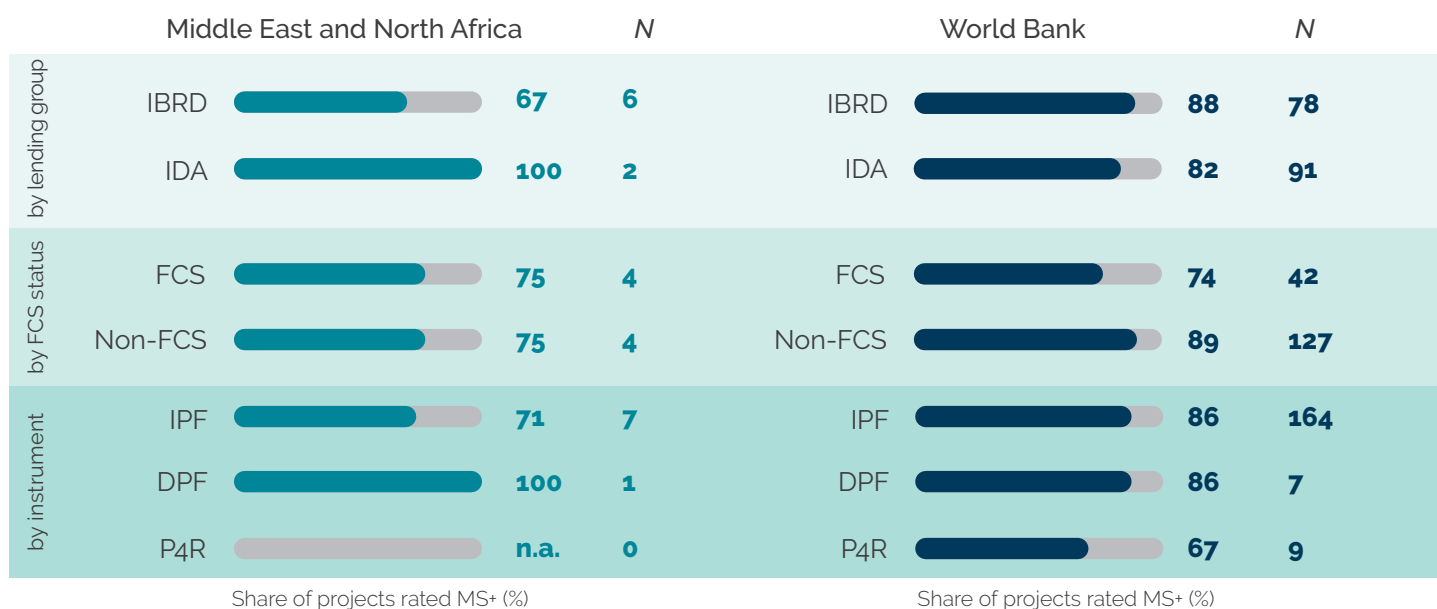 Middle East and North Africa N World Bank N
by lending group
IBRD 67 6 IBRD 88 78
IDA 100 2 IDA 82 91
by FCS status
FCS 75 4 FCS 74 42
Non-FCS 75 4 Non-FCS 89 127
by instrument
IPF 71 7 IPF 86 164
DPF 100 1 DPF 86 7
P4R n.a. 0 P4R 67 9
Share of projects rated MS+ (%) Share of projects rated MS+ (%)